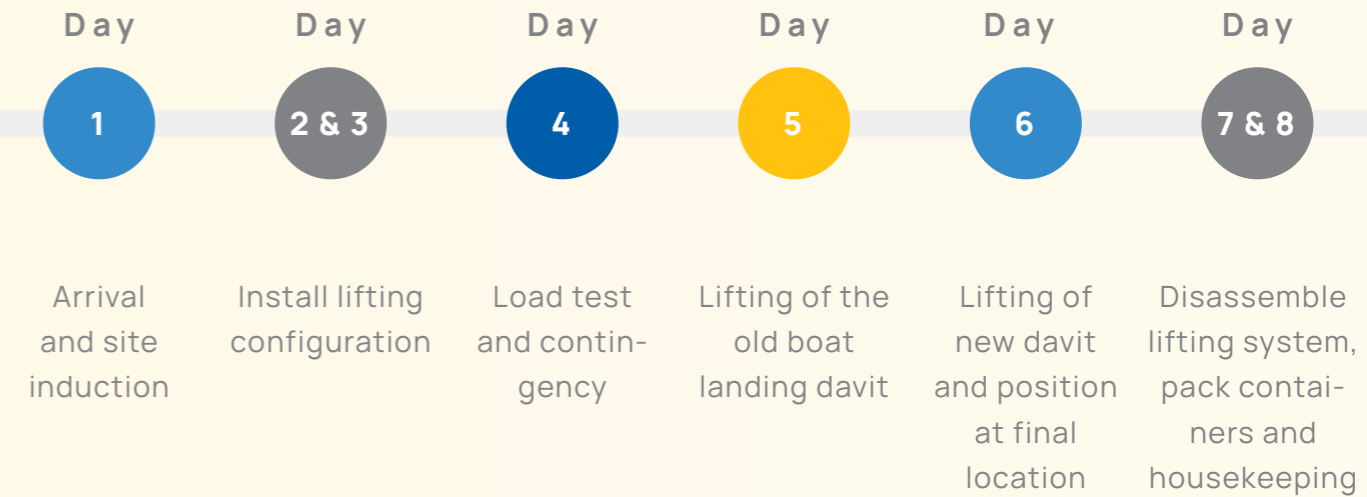 Day
1
Arrival
and site
induction
Day
2 & 3
Install lifting
configuration
Day
4
Load test
and contin-
gency
Day
5
Lifting of the
old boat
landing davit
Day
6
Lifting of
new davit
and position
at final
location
Day
7 & 8
Disassemble
lifting system,
pack contai-
ners and
housekeeping